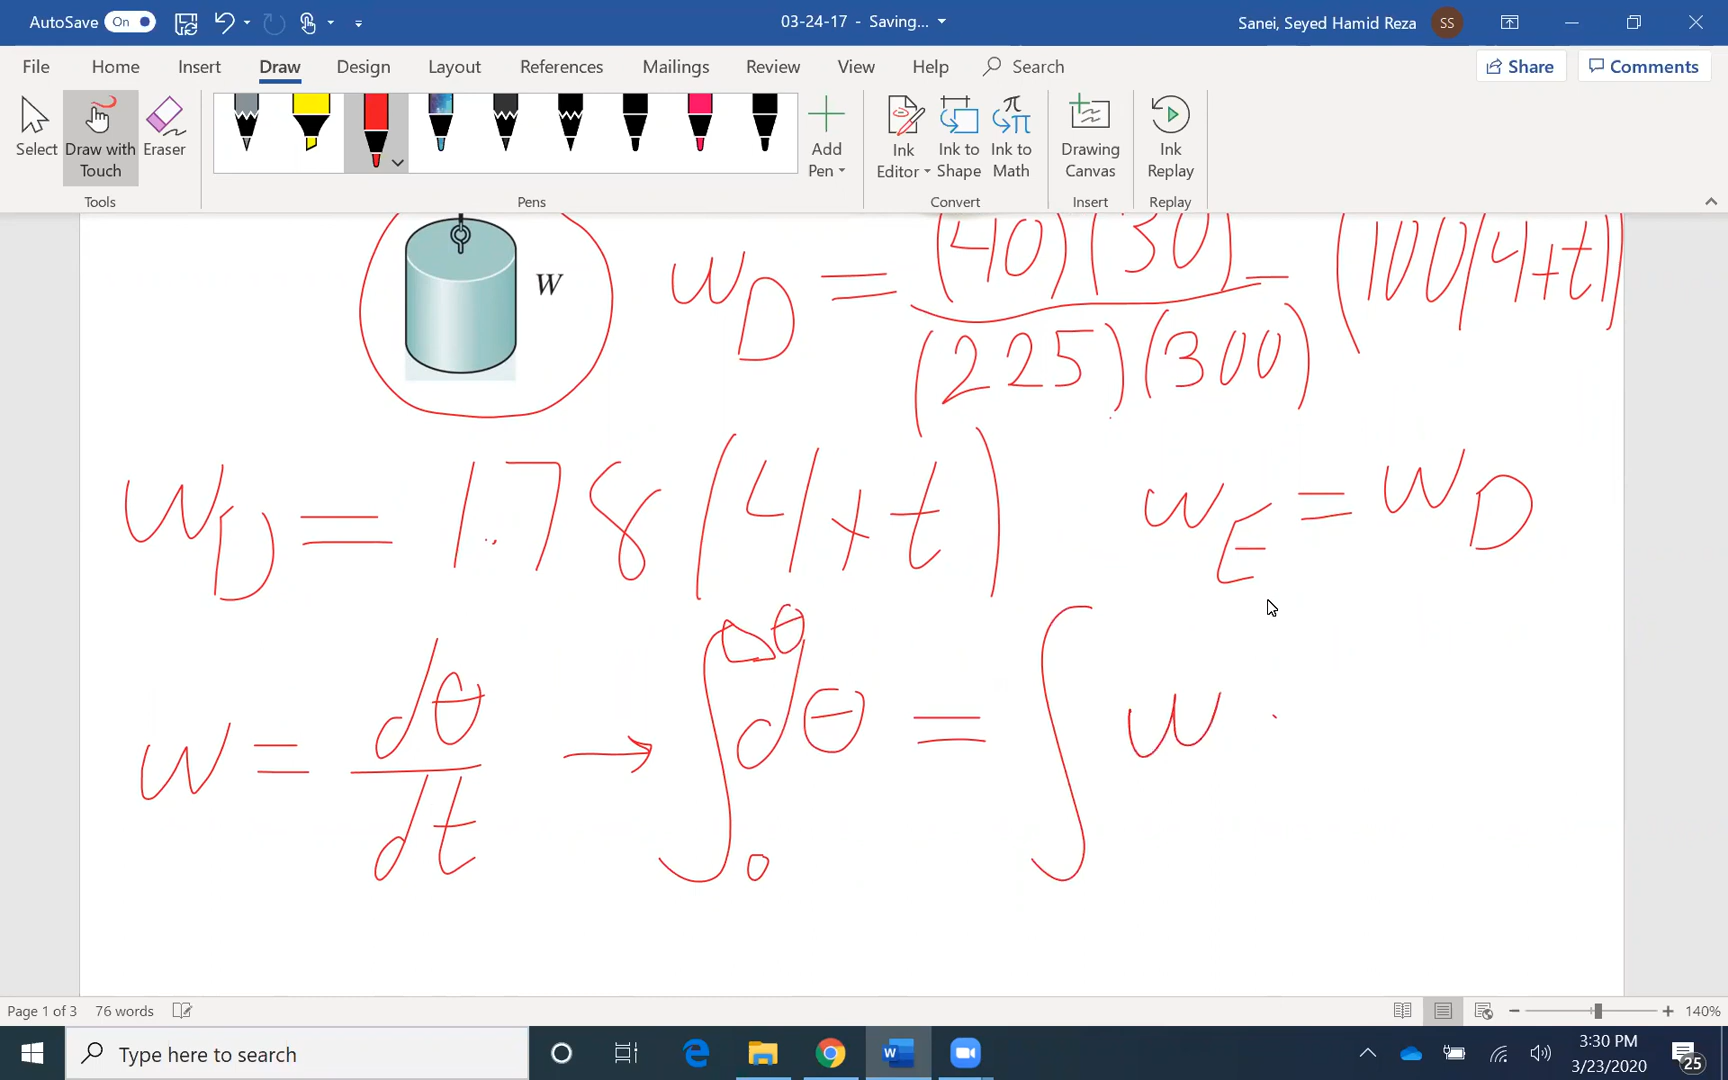 AutoSave On 03-24-17 - Saving... Sanei, Seyed Hamid Reza SS
File Home Insert Draw Design Layout References Mailings Review View Help Search Share Comments
Select Draw with Touch Eraser Add Pen Ink Editor Ink to Shape Ink to Math Drawing Canvas Ink Replay
Tools Pens Convert Insert Replay
W
ω_D = (40)(30) / (225)(300) = (100(4+t))
ω_D = 1.78 (4+t) ω_E = ω_D
ω = dθ/dt → ∫_0^Δθ dθ = ∫ ω
Page 1 of 3 76 words 140%
Type here to search 3:30 PM
3/23/2020 25